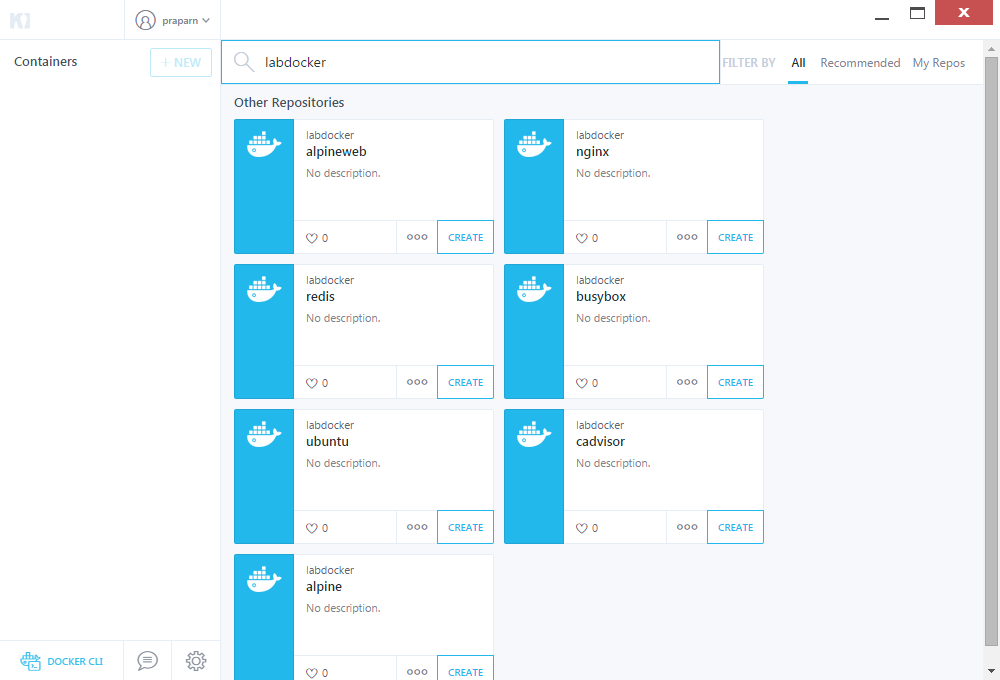 praparn
Containers
+ NEW
labdocker
FILTER BY All Recommended My Repos
Other Repositories
labdocker
alpineweb
No description.
0
CREATE
labdocker
nginx
No description.
0
CREATE
labdocker
redis
No description.
0
CREATE
labdocker
busybox
No description.
0
CREATE
labdocker
ubuntu
No description.
0
CREATE
labdocker
cadvisor
No description.
0
CREATE
labdocker
alpine
No description.
0
CREATE
DOCKER CLI